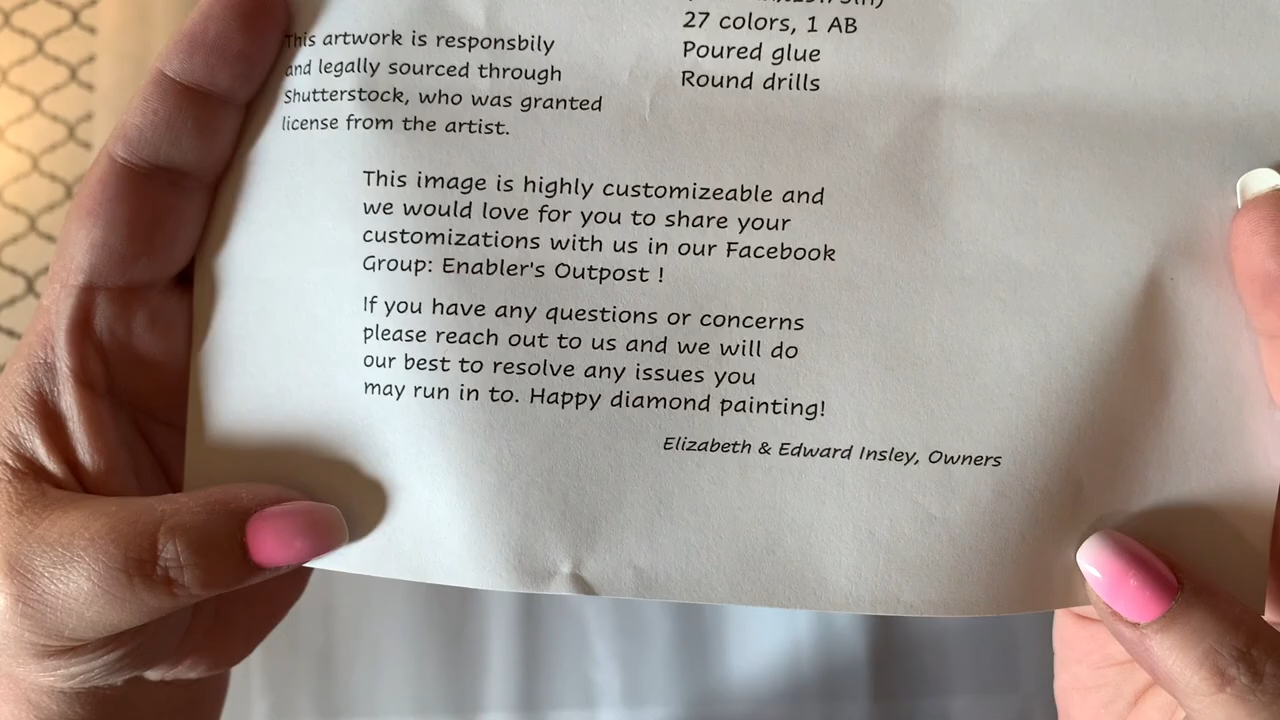 27 colors, 1 AB
Poured glue
Round drills
This artwork is responsbily
and legally sourced through
Shutterstock, who was granted
license from the artist.
This image is highly customizeable and
we would love for you to share your
customizations with us in our Facebook
Group: Enabler's Outpost !
If you have any questions or concerns
please reach out to us and we will do
our best to resolve any issues you
may run in to. Happy diamond painting!
Elizabeth & Edward Insley, Owners